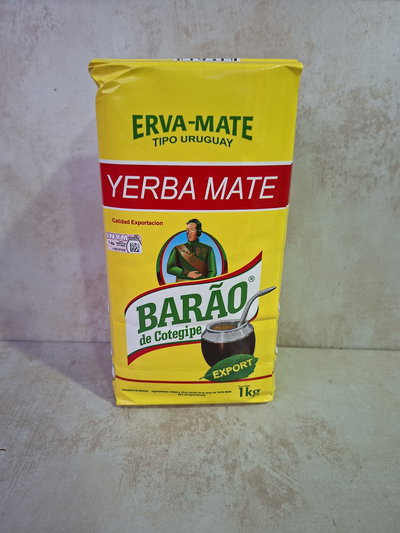 ERVA-MATE
TIPO URUGUAY
YERBA MATE
Calidad Exportacion
BARÃO®
de Cotegipe
EXPORT
1kg